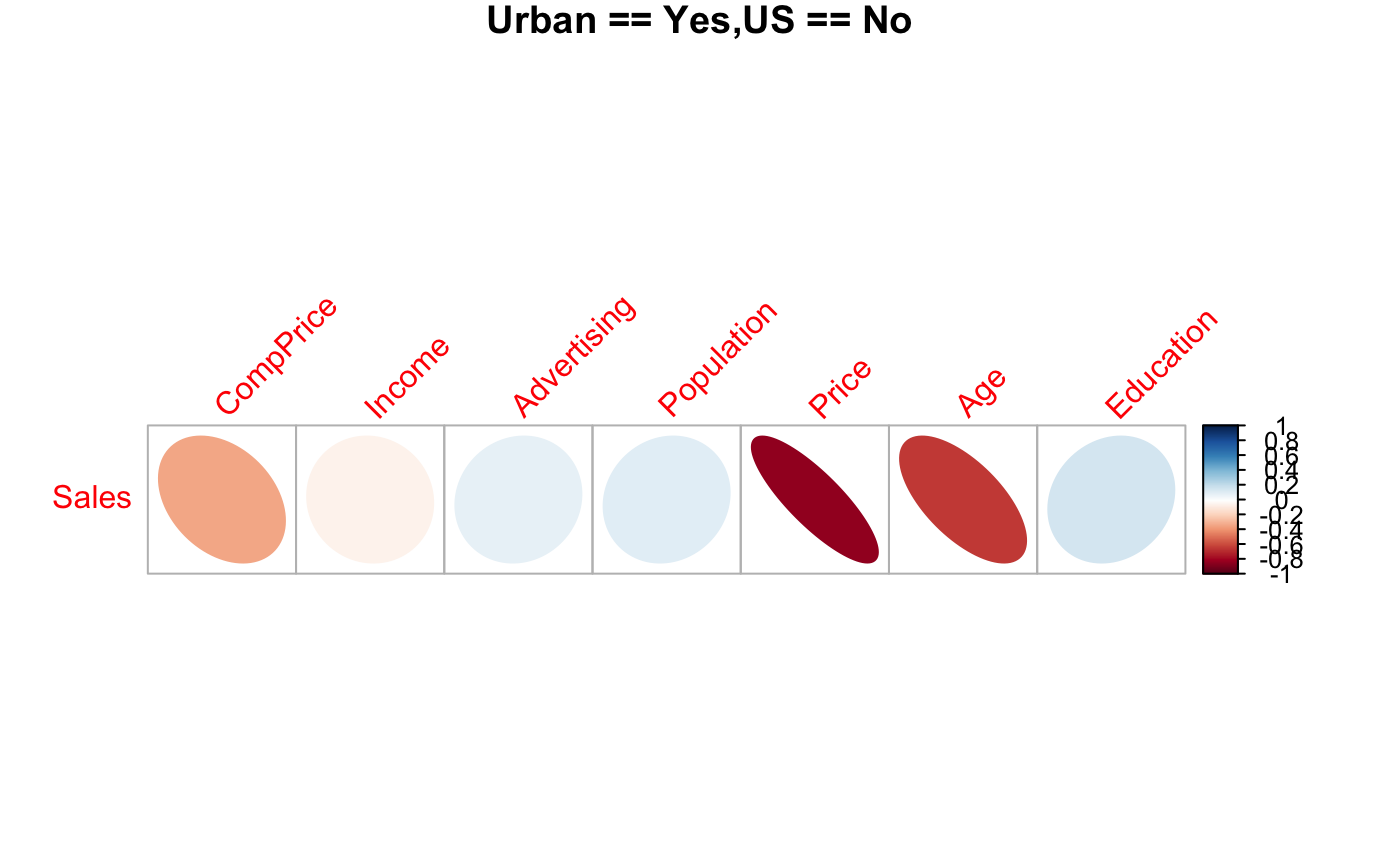 Urban == Yes,US == No
CompPrice
Income
Advertising
Population
Price
Age
Education
Sales
1
0.8
0.6
0.4
0.2
0
-0.2
-0.4
-0.6
-0.8
-1